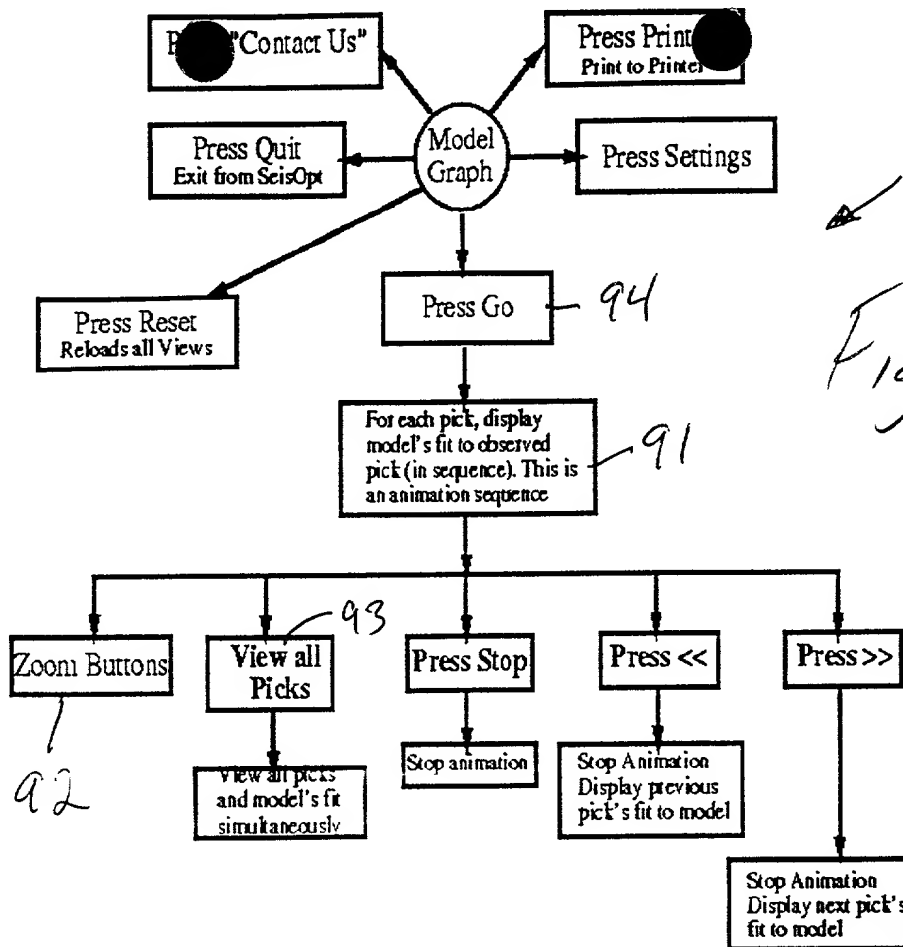 "Contact Us"
Press Print
Print to Printer
Model
Graph
Press Quit
Exit from SeisOpt
Press Settings
Press Reset
Reloads all Views
Press Go
94
Fig
For each pick, display
model's fit to observed
pick (in sequence). This is
an animation sequence
91
93
Zoom Buttons
View all
Picks
Press Stop
Press <<
Press >>
92
View all picks
and model's fit
simultaneously
Stop animation
Stop Animation
Display previous
pick's fit to model
Stop Animation
Display next pick's
fit to model